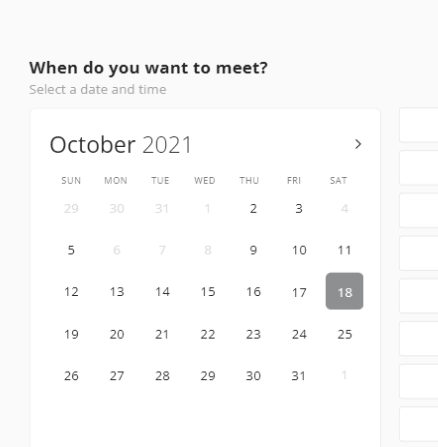 When do you want to meet?
Select a date and time
October 2021 >
SUN MON TUE WED THU FRI SAT
29 30 31 1 2 3 4
5 6 7 8 9 10 11
12 13 14 15 16 17 18
19 20 21 22 23 24 25
26 27 28 29 30 31 1